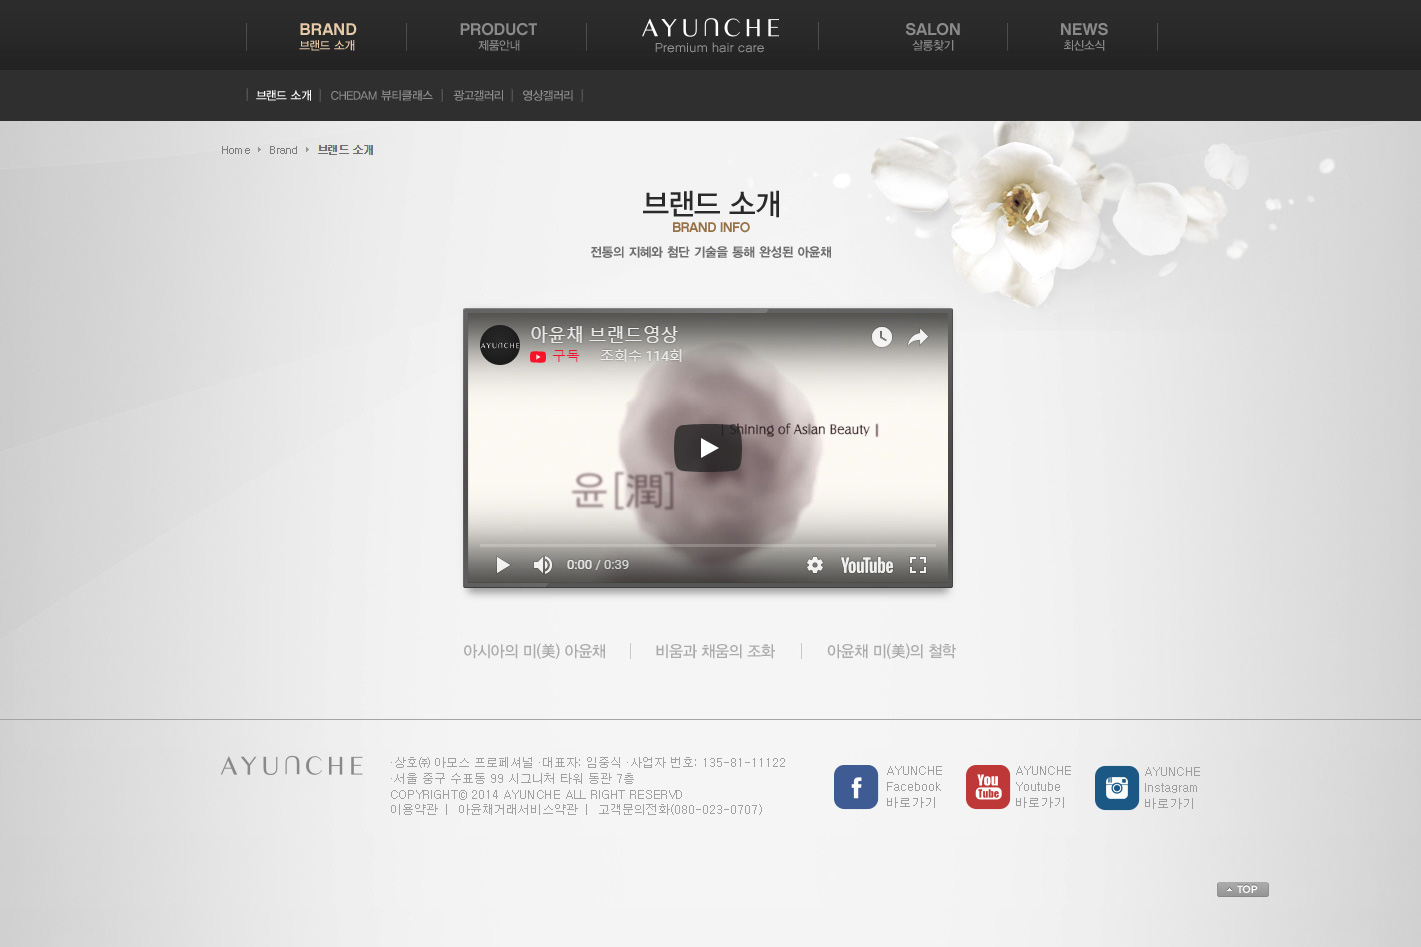 BRAND
브랜드 소개
PRODUCT
제품안내
AYUNCHE
Premium hair care
SALON
살롱찾기
NEWS
최신소식
브랜드 소개 | CHEDAM 뷰티클래스 | 광고갤러리 | 영상갤러리 |
Home Brand 브랜드 소개
브랜드 소개
BRAND INFO
전통의 지혜와 첨단 기술을 통해 완성된 아윤채
AYUNCHE
아윤채 브랜드영상
구독 조회수 114회
| Shining of Asian Beauty |
윤[潤]
0:00 / 0:39
YouTube
아시아의 미(美) 아윤채 | 비움과 채움의 조화 | 아윤채 미(美)의 철학
AYUNCHE
·상호㈜ 아모스 프로페셔널 ·대표자: 임중식 ·사업자 번호: 135-81-11122
·서울 중구 수표동 99 시그니처 타워 동관 7층
COPYRIGHT© 2014 AYUNCHE ALL RIGHT RESERVD
이용약관 | 아윤채거래서비스약관 | 고객문의전화(080-023-0707)
f
AYUNCHE
Facebook
바로가기
You
Tube
AYUNCHE
Youtube
바로가기
AYUNCHE
Instagram
바로가기
TOP